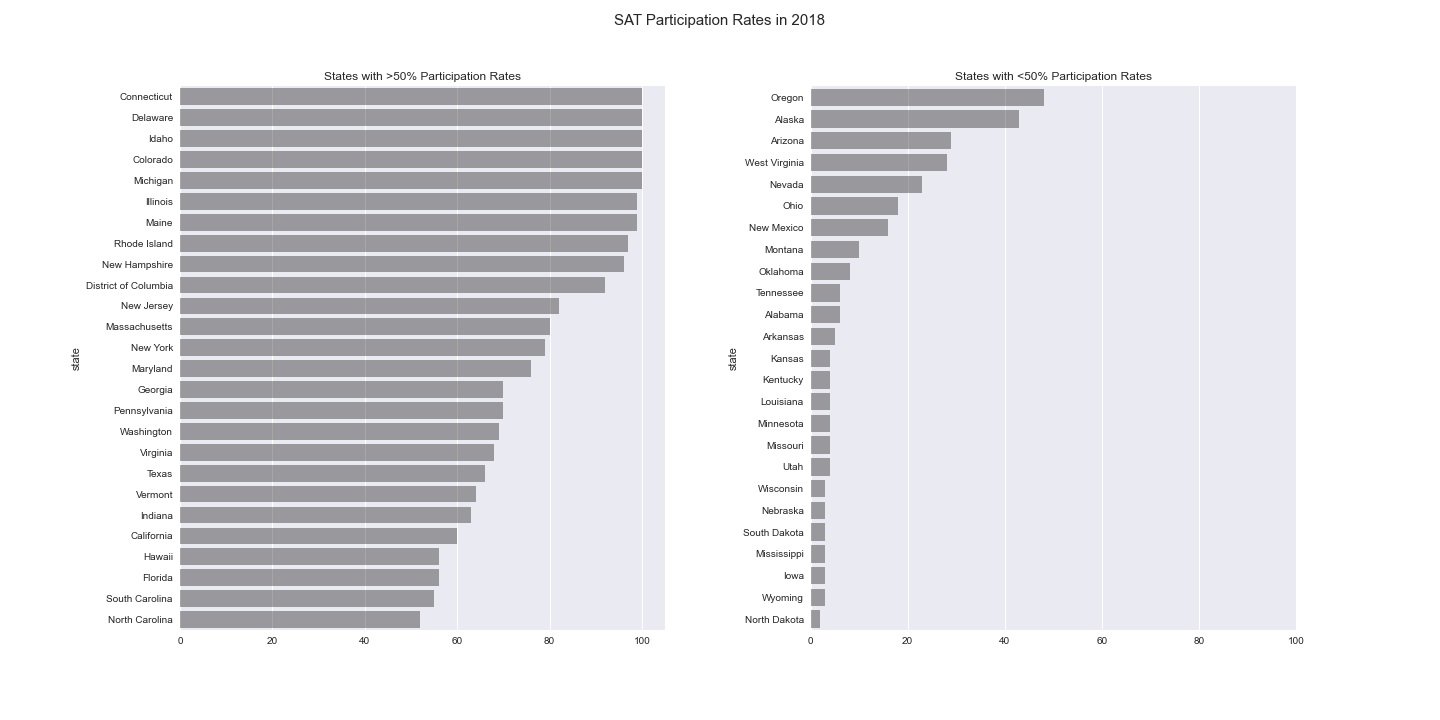 SAT Participation Rates in 2018
States with >50% Participation Rates
state
Connecticut
Delaware
Idaho
Colorado
Michigan
Illinois
Maine
Rhode Island
New Hampshire
District of Columbia
New Jersey
Massachusetts
New York
Maryland
Georgia
Pennsylvania
Washington
Virginia
Texas
Vermont
Indiana
California
Hawaii
Florida
South Carolina
North Carolina
0 20 40 60 80 100
States with <50% Participation Rates
state
Oregon
Alaska
Arizona
West Virginia
Nevada
Ohio
New Mexico
Montana
Oklahoma
Tennessee
Alabama
Arkansas
Kansas
Kentucky
Louisiana
Minnesota
Missouri
Utah
Wisconsin
Nebraska
South Dakota
Mississippi
Iowa
Wyoming
North Dakota
0 20 40 60 80 100